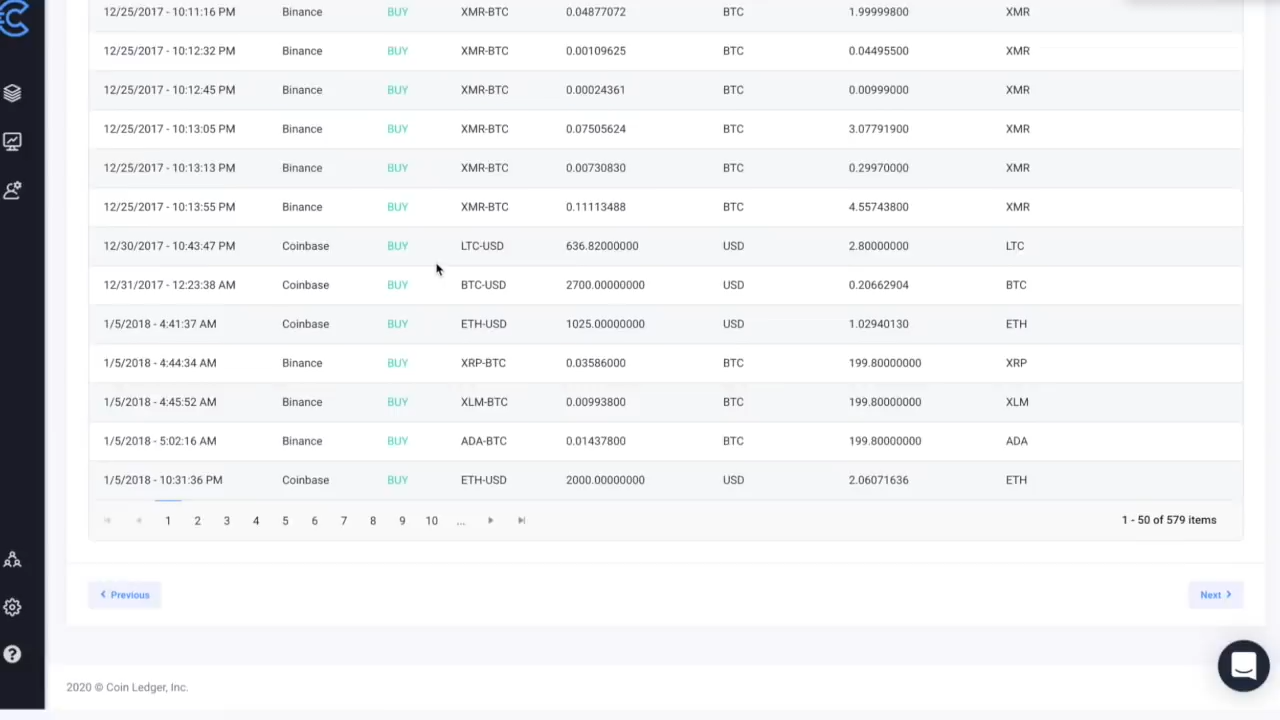 12/25/2017 - 10:11:16 PM Binance BUY XMR-BTC 0.04877072 BTC 1.99999800 XMR
12/25/2017 - 10:12:32 PM Binance BUY XMR-BTC 0.00109625 BTC 0.04495500 XMR
12/25/2017 - 10:12:45 PM Binance BUY XMR-BTC 0.00024361 BTC 0.00999000 XMR
12/25/2017 - 10:13:05 PM Binance BUY XMR-BTC 0.07505624 BTC 3.07791900 XMR
12/25/2017 - 10:13:13 PM Binance BUY XMR-BTC 0.00730830 BTC 0.29970000 XMR
12/25/2017 - 10:13:55 PM Binance BUY XMR-BTC 0.11113488 BTC 4.55743800 XMR
12/30/2017 - 10:43:47 PM Coinbase BUY LTC-USD 636.82000000 USD 2.80000000 LTC
12/31/2017 - 12:23:38 AM Coinbase BUY BTC-USD 2700.00000000 USD 0.20662904 BTC
1/5/2018 - 4:41:37 AM Coinbase BUY ETH-USD 1025.00000000 USD 1.02940130 ETH
1/5/2018 - 4:44:34 AM Binance BUY XRP-BTC 0.03586000 BTC 199.80000000 XRP
1/5/2018 - 4:45:52 AM Binance BUY XLM-BTC 0.00993800 BTC 199.80000000 XLM
1/5/2018 - 5:02:16 AM Binance BUY ADA-BTC 0.01437800 BTC 199.80000000 ADA
1/5/2018 - 10:31:36 PM Coinbase BUY ETH-USD 2000.00000000 USD 2.06071636 ETH
1 2 3 4 5 6 7 8 9 10 ... 1 - 50 of 579 items
Previous Next
2020 © Coin Ledger, Inc.